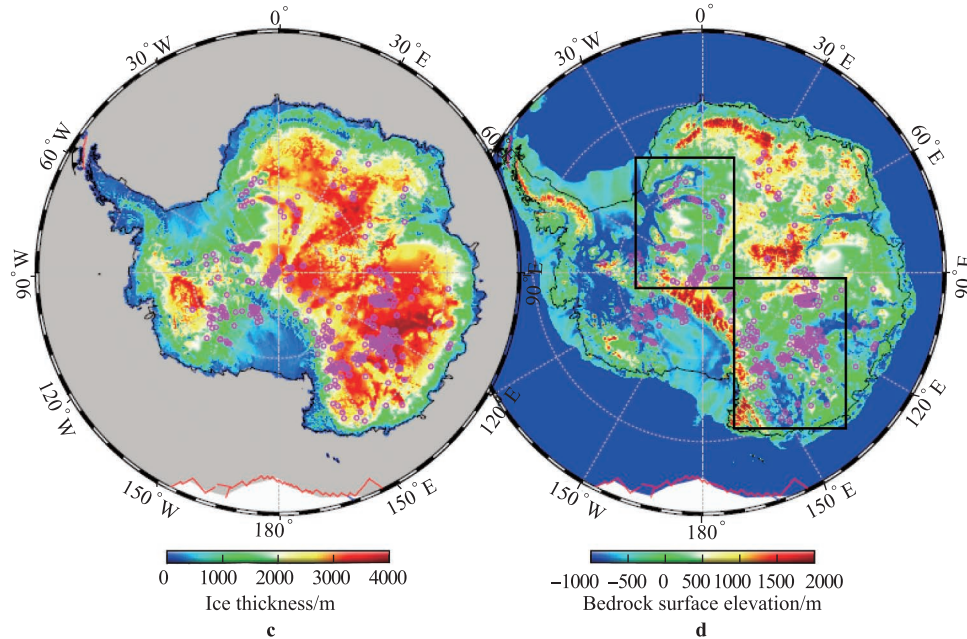 0°
30°E
90°E
120°E
150°E
180°
150°W
120°W
90°W
60°W
30°W
0 1000 2000 3000 4000
Ice thickness/m
c
0°
30°E
60°E
90°E
120°E
150°E
180°
30°W
60
−1000 −500 0 500 1000 1500 2000
Bedrock surface elevation/m
d